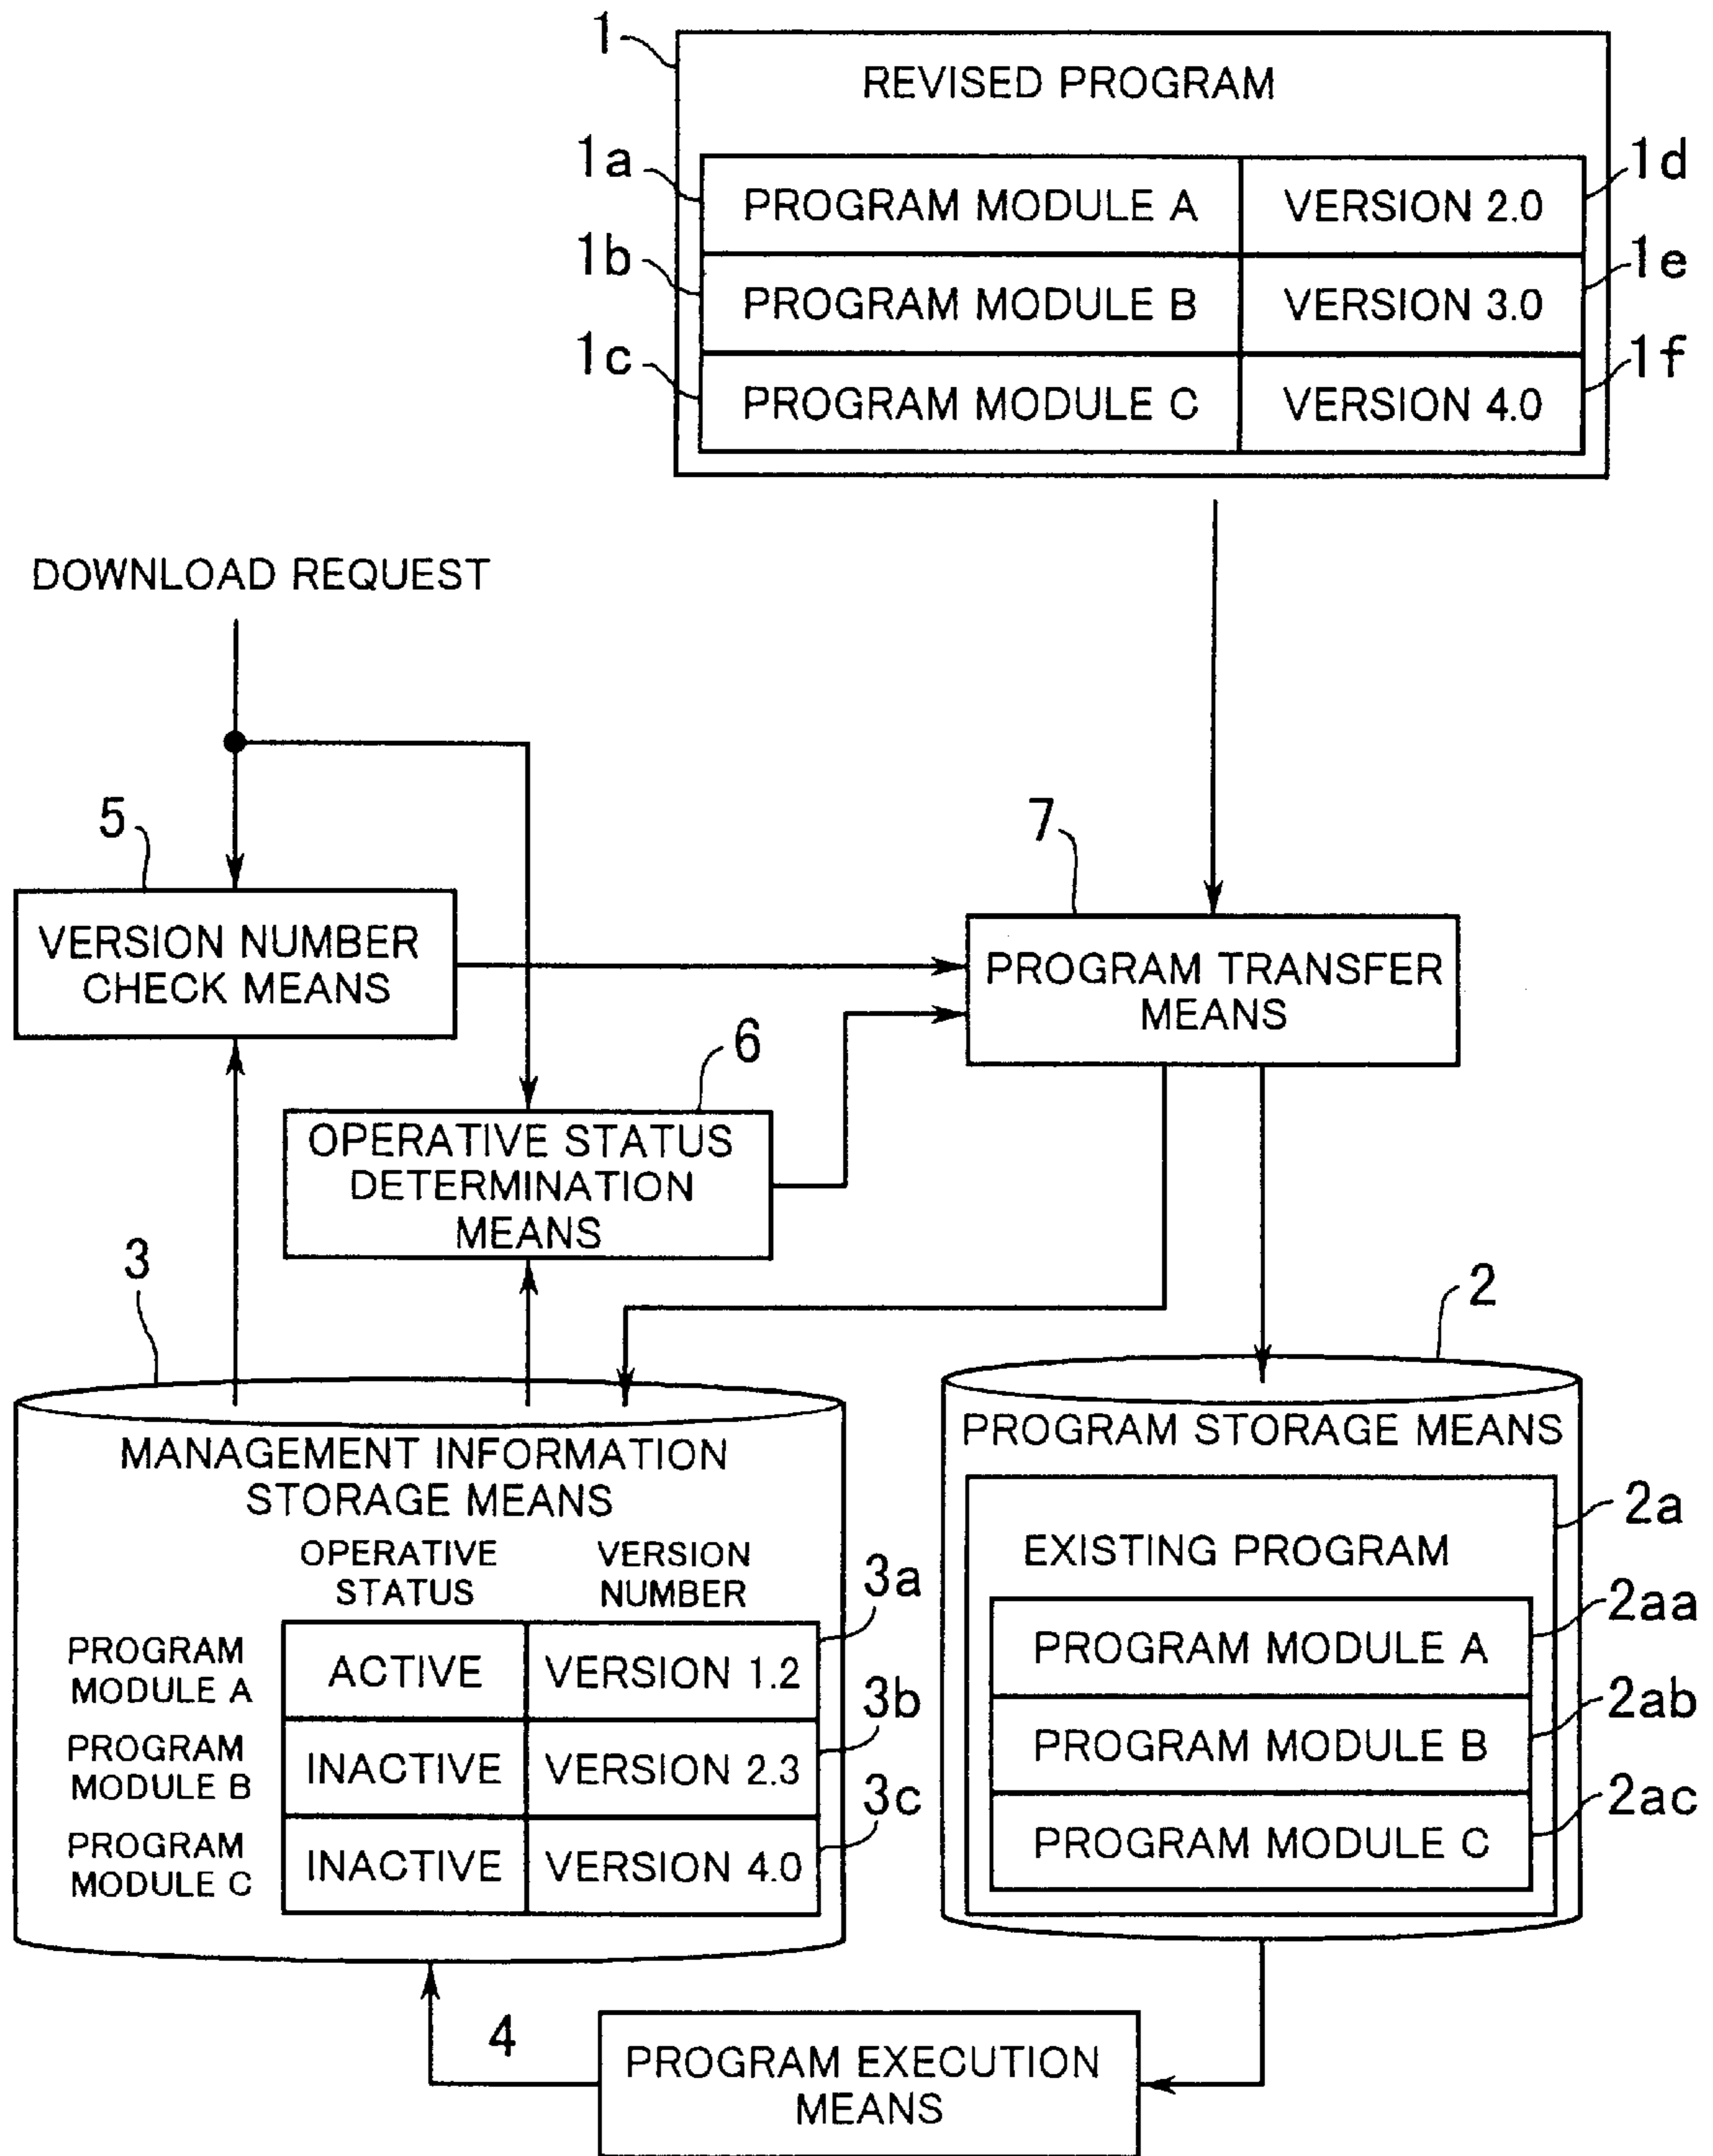 1
REVISED PROGRAM
1a
PROGRAM MODULE A
VERSION 2.0
1d
1b
PROGRAM MODULE B
VERSION 3.0
1e
1c
PROGRAM MODULE C
VERSION 4.0
1f
DOWNLOAD REQUEST
5
VERSION NUMBER
CHECK MEANS
7
PROGRAM TRANSFER
MEANS
6
OPERATIVE STATUS
DETERMINATION
MEANS
3
MANAGEMENT INFORMATION
STORAGE MEANS
OPERATIVE
STATUS
VERSION
NUMBER
3a
PROGRAM
MODULE A
ACTIVE
VERSION 1.2
3b
PROGRAM
MODULE B
INACTIVE
VERSION 2.3
3c
PROGRAM
MODULE C
INACTIVE
VERSION 4.0
2
PROGRAM STORAGE MEANS
2a
EXISTING PROGRAM
2aa
PROGRAM MODULE A
2ab
PROGRAM MODULE B
2ac
PROGRAM MODULE C
4
PROGRAM EXECUTION
MEANS